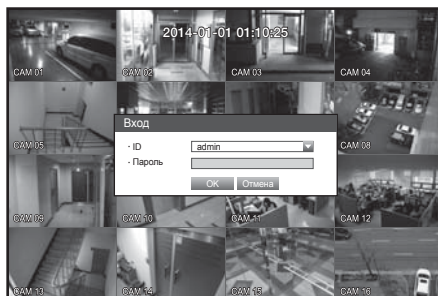 2014-01-01 01:10:25
CAM 01
CAM 02
CAM 03
CAM 04
CAM 05
CAM 08
Вход
· ID
admin
· Пароль
OK
Отмена
CAM 09
CAM 10
CAM 11
CAM 12
CAM 13
CAM 14
CAM 15
CAM 16